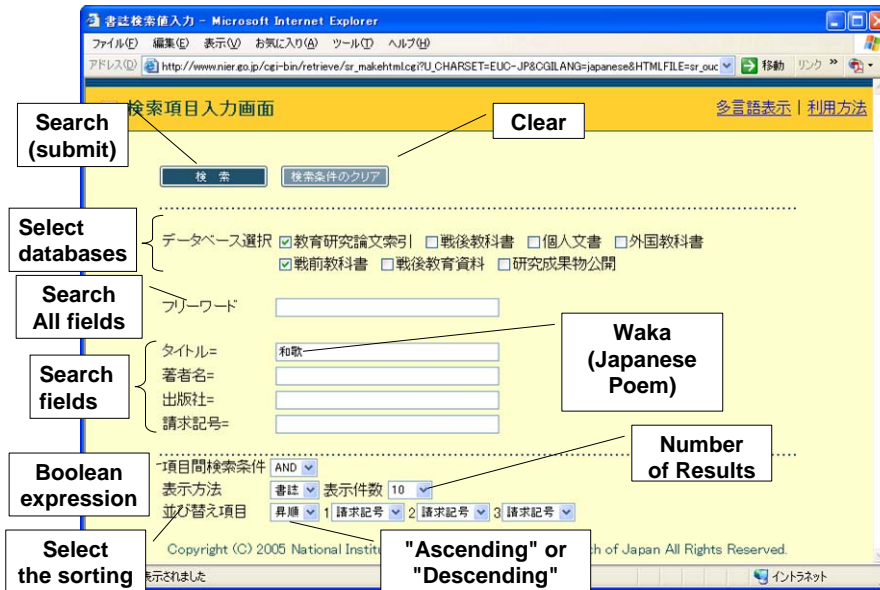 書誌検索値入力 - Microsoft Internet Explorer
ファイル(F) 編集(E) 表示(V) お気に入り(A) ツール(T) ヘルプ(H)
アドレス(D) http://www.nier.go.jp/cgi-bin/retrieve/sr_makehtml.cgi?U_CHARSET=EUC-JP&CGILANG=japanese&HTMLFILE=sr_ouc 移動 リンク »
検索項目入力画面 多言語表示 | 利用方法
Search
(submit)
Clear
検 索 検索条件のクリア
Select
databases
データベース選択 教育研究論文索引 戦後教科書 個人文書 外国教科書
戦前教科書 戦後教育資料 研究成果物公開
Search
All fields
フリーワード
Search
fields
タイトル= 和歌
著者名=
出版社=
請求記号=
Waka
(Japanese
Poem)
Number
of Results
Boolean
expression
項目間検索条件 AND
表示方法 書誌 表示件数 10
並び替え項目 昇順 1 請求記号 2 請求記号 3 請求記号
Select
the sorting
"Ascending" or
"Descending"
Copyright (C) 2005 National Instit ch of Japan All Rights Reserved.
表示されました イントラネット